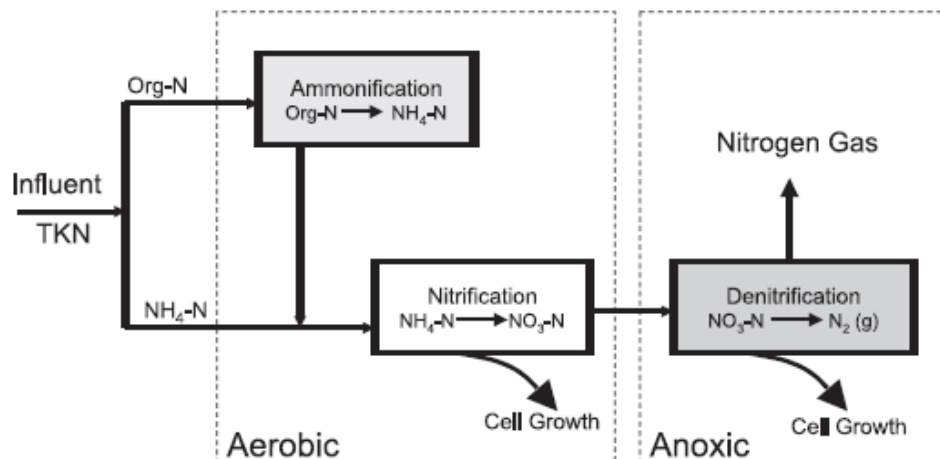 Org-N
Ammonification
Org-N → NH₄-N
Influent
TKN
Nitrogen Gas
NH₄-N
Nitrification
NH₄-N → NO₃-N
Denitrification
NO₃-N → N₂ (g)
Cell Growth
Cell Growth
Aerobic
Anoxic